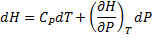 dH = C_P dT + (∂H/∂P)_T dP